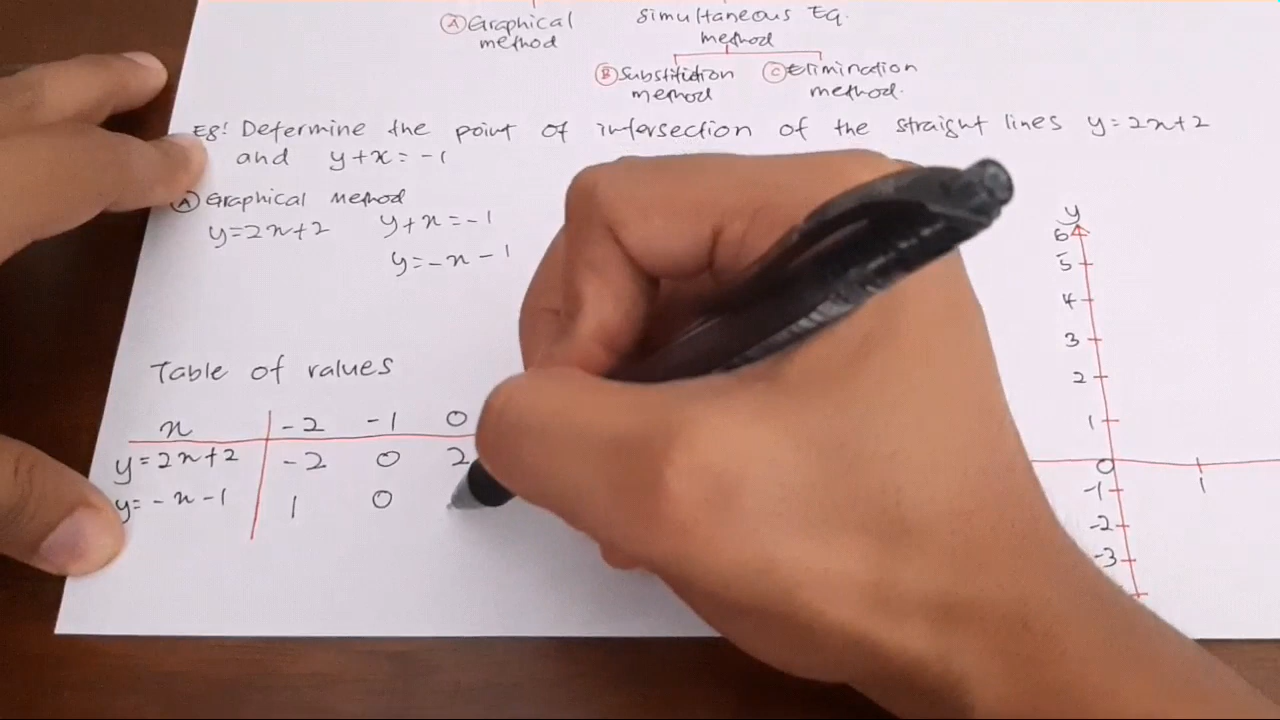 Ⓐ Graphical method
Simultaneous Eq. method
Ⓑ Substitution method
Ⓒ Elimination method.
Eg: Determine the point of intersection of the straight lines y=2x+2
and y+x=-1
Ⓐ Graphical method
y=2x+2 y+x=-1
y=-x-1
Table of values
x -2 -1 0
y=2x+2 -2 0 2
y=-x-1 1 0
y
6
5
4
3
2
1
0 1
-1
-2
-3